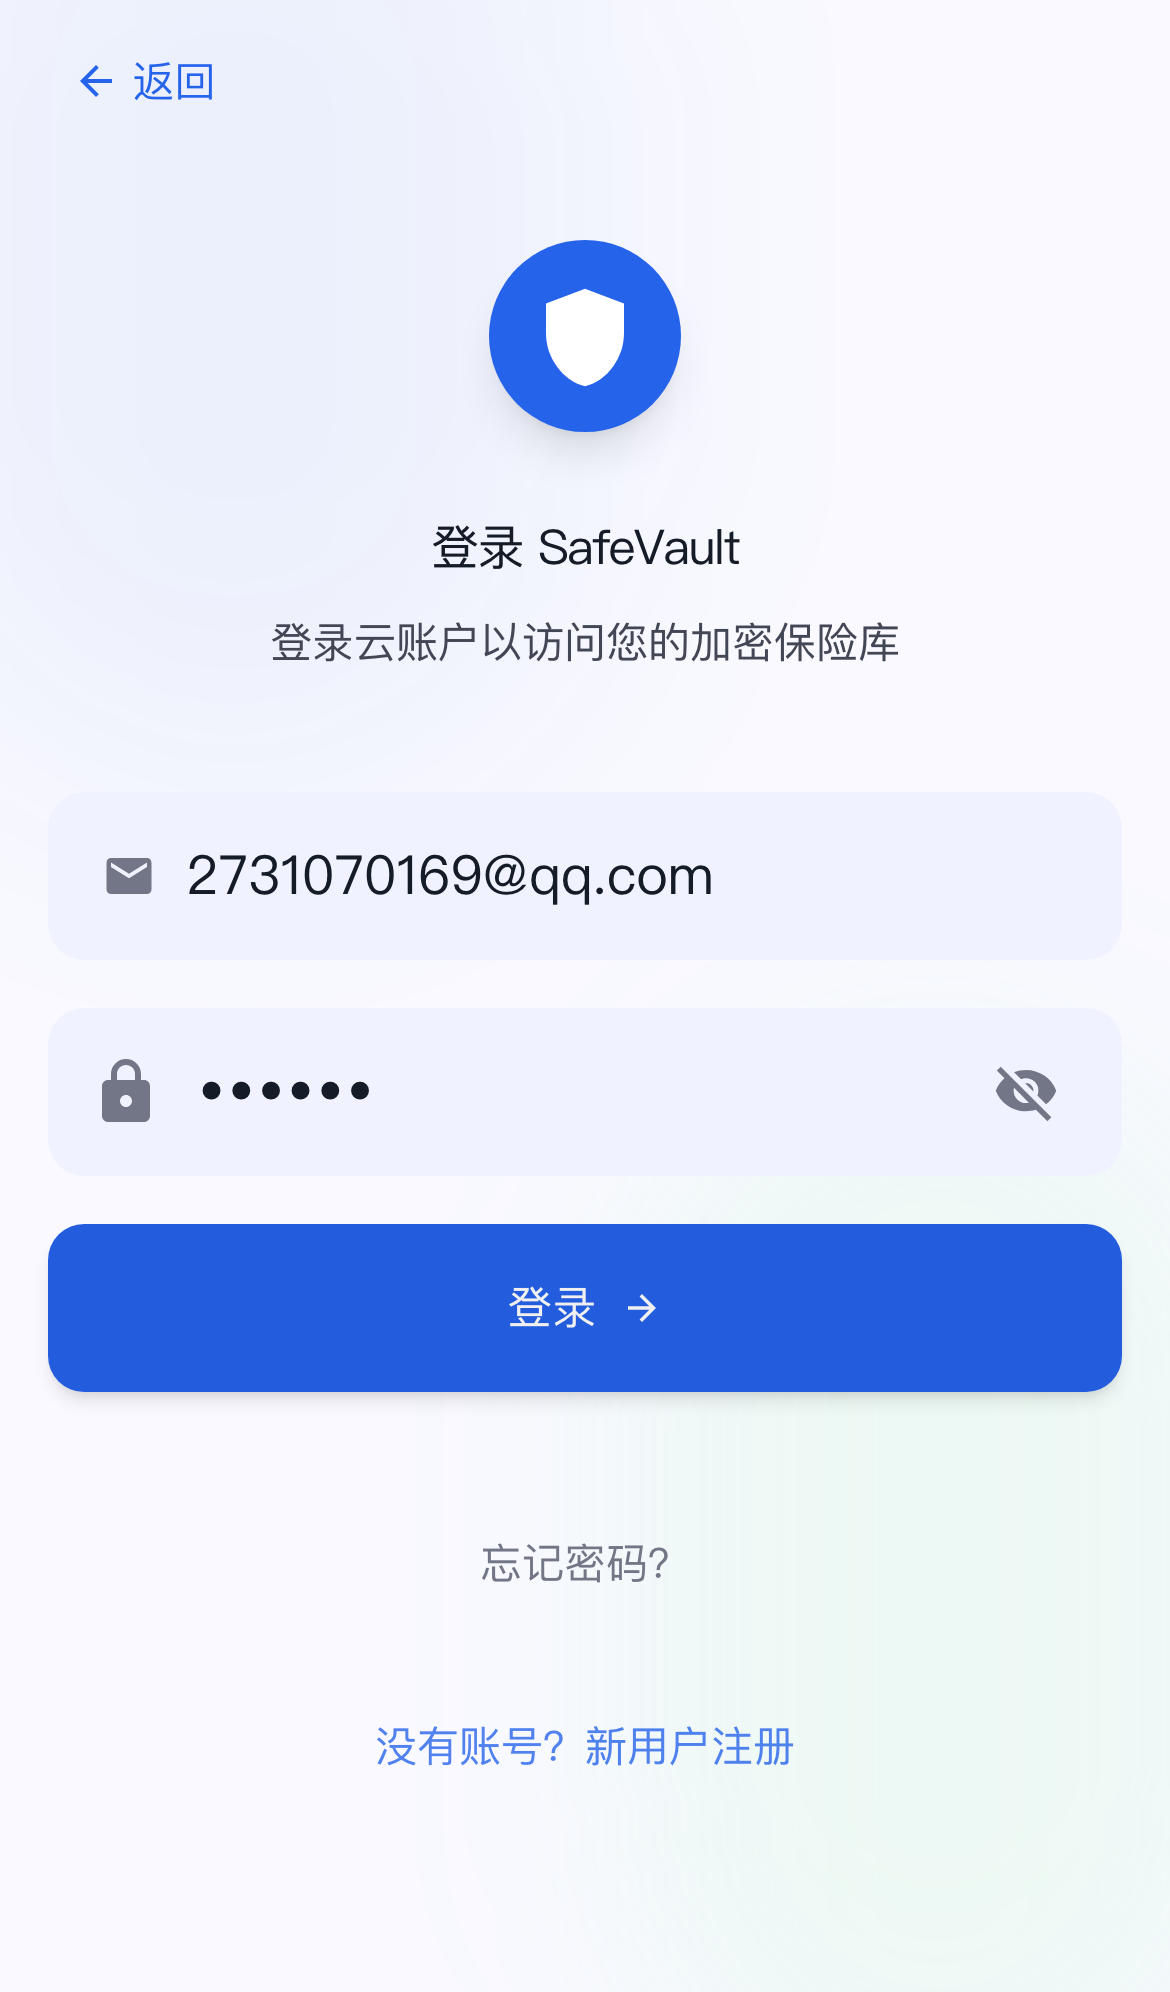 返回
登录 SafeVault
登录云账户以访问您的加密保险库
2731070169@qq.com
••••••
登录
忘记密码?
没有账号? 新用户注册